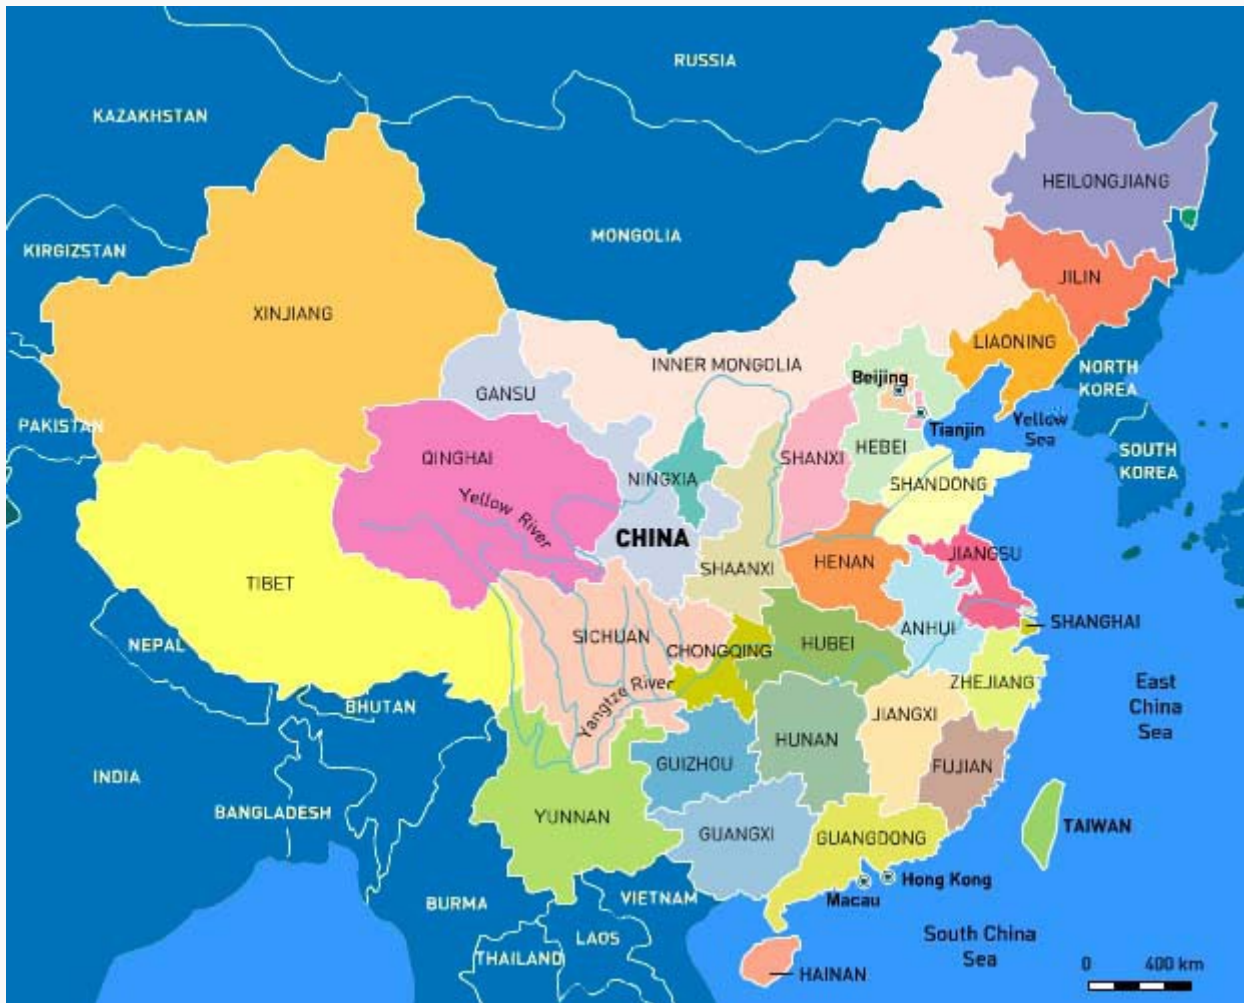 RUSSIA
KAZAKHSTAN
HEILONGJIANG
MONGOLIA
KIRGIZSTAN
JILIN
XINJIANG
LIAONING
INNER MONGOLIA
NORTH
KOREA
Beijing
GANSU
Yellow
Sea
PAKISTAN
Tianjin
HEBEI
SHANXI
QINGHAI
SOUTH
KOREA
NINGXIA
SHANDONG
Yellow River
CHINA
JIANGSU
HENAN
SHAANXI
TIBET
SHANGHAI
ANHUI
SICHUAN
HUBEI
CHONGQING
NEPAL
ZHEJIANG
Yangtze River
East
China
Sea
BHUTAN
JIANGXI
HUNAN
GUIZHOU
FUJIAN
INDIA
BANGLADESH
YUNNAN
TAIWAN
GUANGXI
GUANGDONG
Hong Kong
Macau
VIETNAM
BURMA
South China
Sea
LAOS
THAILAND
HAINAN
0 400 km